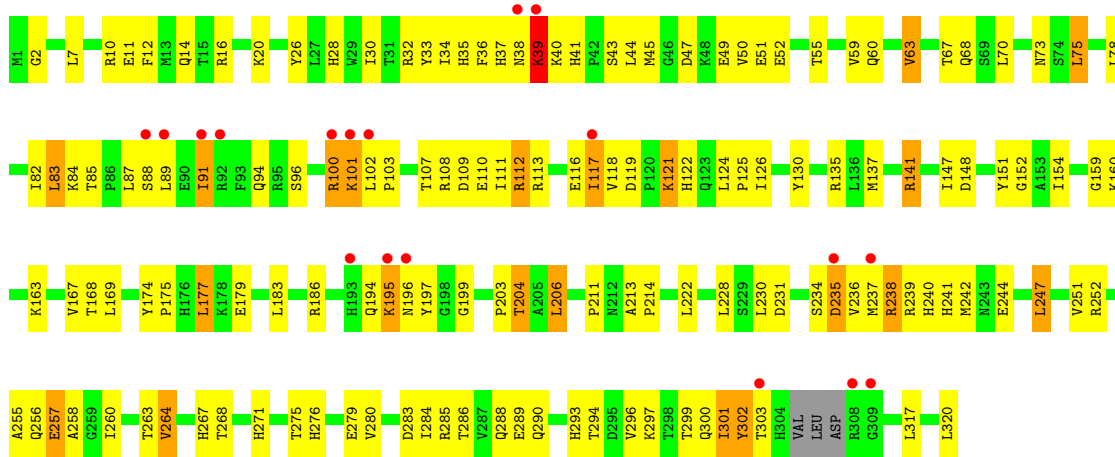 M1 G2 L7 R10 E11 F12 M13 Q14 T15 R16 K20 Y26 L27 H28 W29 I30 T31 R32 Y33 I34 H35 F36 H37 N38 K39 K40 H41 P42 S43 L44 M45 G46 D47 K48 E49 V50 E51 E52 T55 V59 Q60 V63 T67 Q68 S69 L70 N73 S74 L75
I82 L83 K84 T85 P86 L87 S88 L89 E90 I91 R92 F93 Q94 R95 S96 R100 K101 L102 P103 T107 R108 D109 E110 I111 R112 R113 E116 I117 V118 D119 P120 K121 H122 Q123 L124 P125 I126 Y130 R135 L136 M137 R141 I147 D148 Y151 G152 A153 I154 G159
K163 V167 T168 L169 Y174 P175 H176 L177 K178 E179 L183 R186 H193 Q194 K195 N196 Y197 G198 G199 P203 T204 A205 L206 P211 N212 A213 P214 L222 L228 S229 L230 D231 S234 D235 V236 M237 R238 R239 H240 H241 M242 N243 E244 L247 V251 R252
A255 Q256 E257 A258 G259 I260 T263 V264 H267 T268 H271 T275 H276 E279 V280 D283 I284 R285 T286 V287 Q288 E289 Q290 H293 T294 D295 V296 K297 T298 T299 Q300 I301 Y302 T303 H304 VAL LEU ASP R308 G309 L317 L320